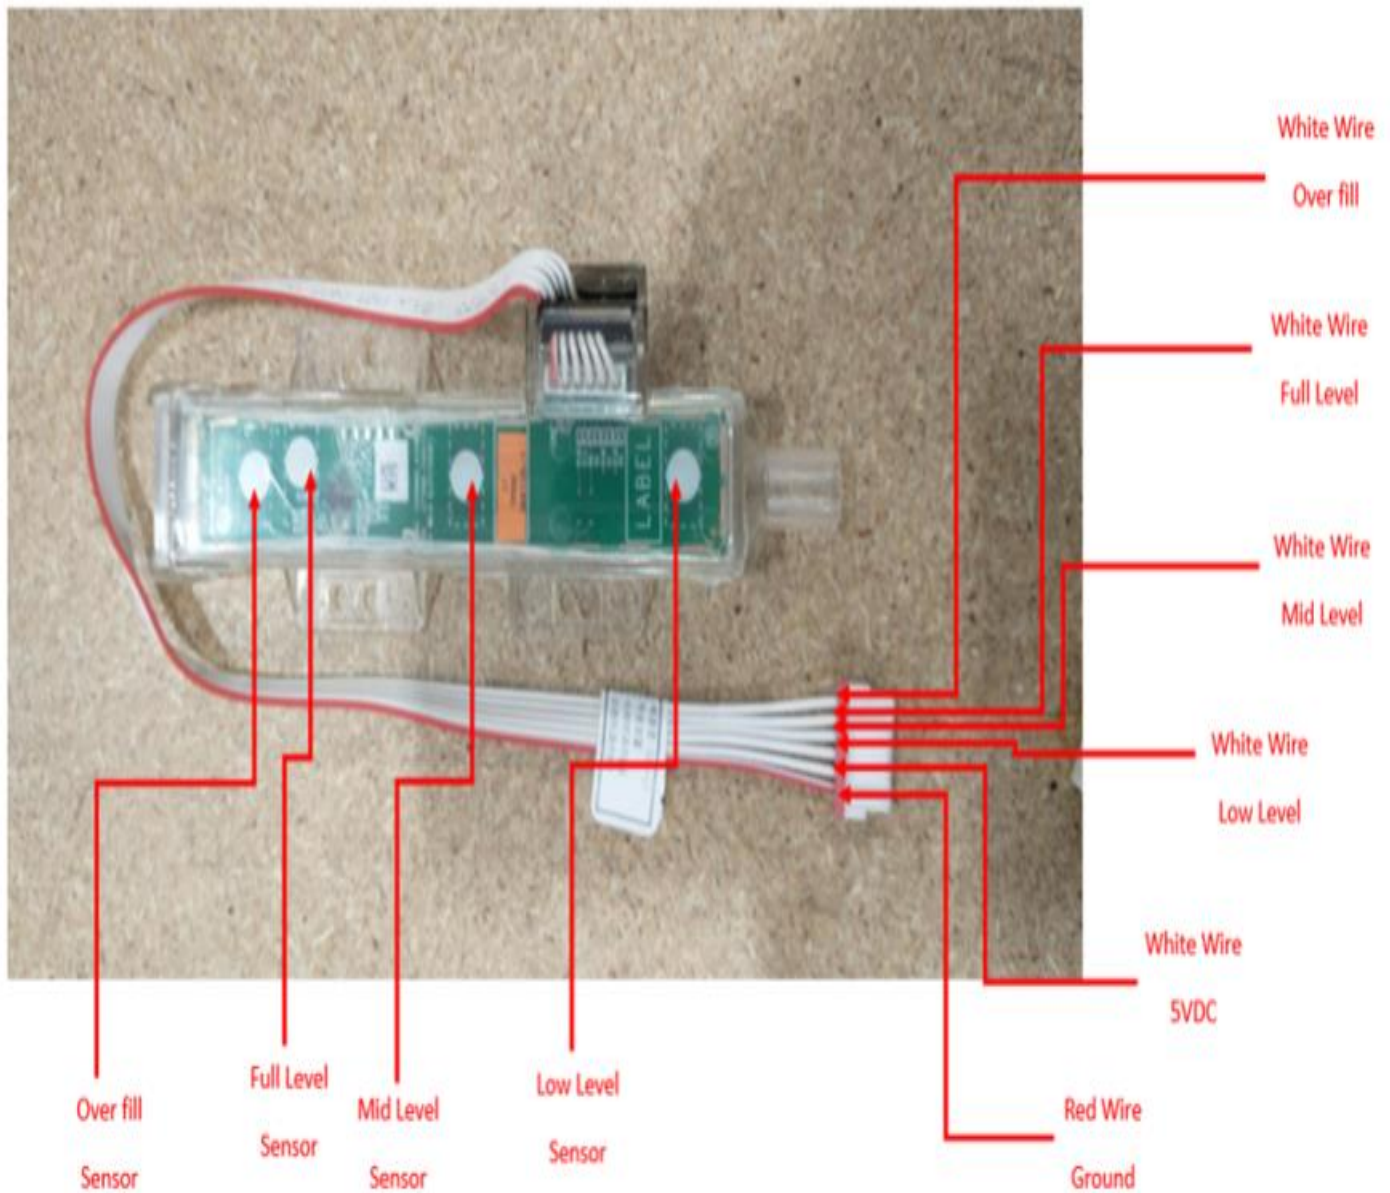 White Wire
Over fill
White Wire
Full Level
White Wire
Mid Level
LABEL
White Wire
Low Level
White Wire
5VDC
Over fill
Sensor
Full Level
Sensor
Mid Level
Sensor
Low Level
Sensor
Red Wire
Ground